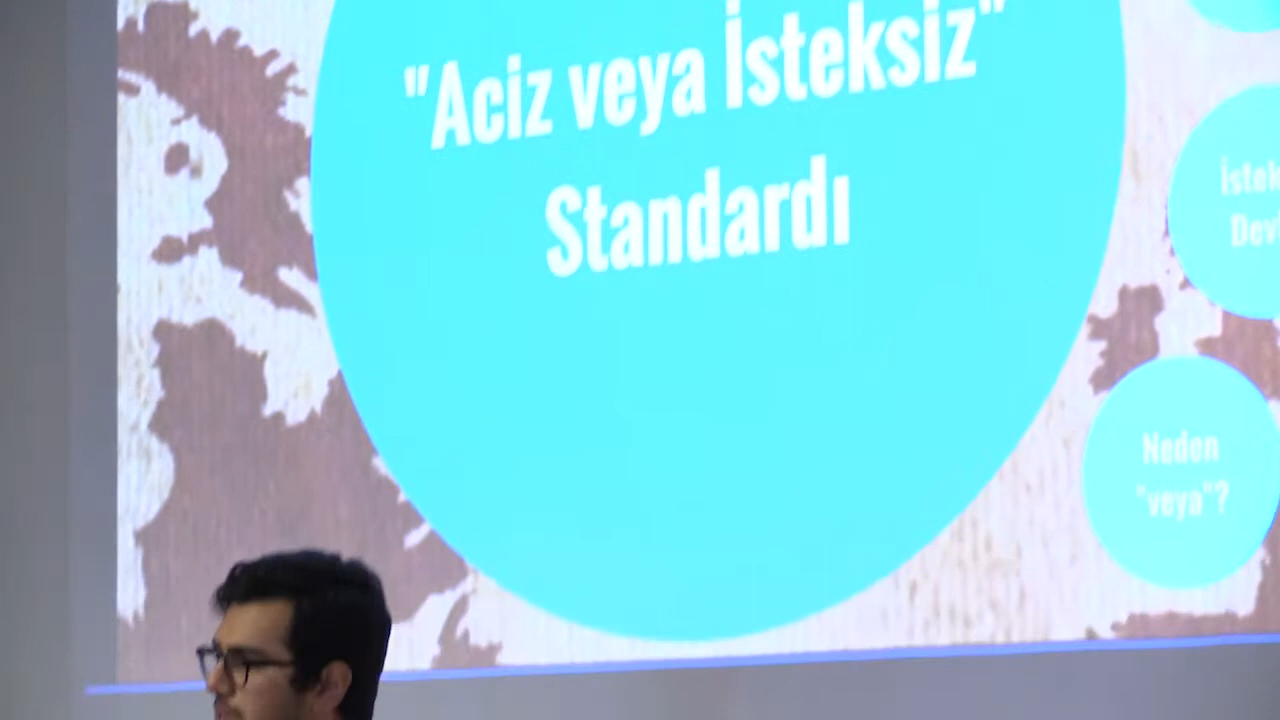 "Aciz veya İsteksiz"
Standardı
Neden
"veya"?